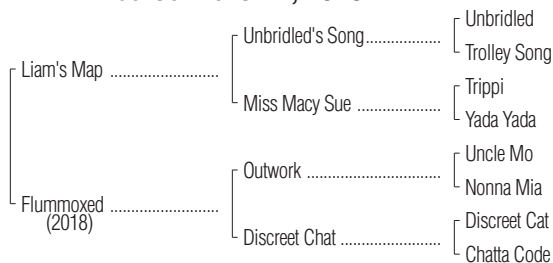 Unbridled
Unbridled's Song
Trolley Song
Liam's Map
Trippi
Miss Macy Sue
Yada Yada
Uncle Mo
Outwork
Nonna Mia
Flummoxed
(2018)
Discreet Cat
Discreet Chat
Chatta Code